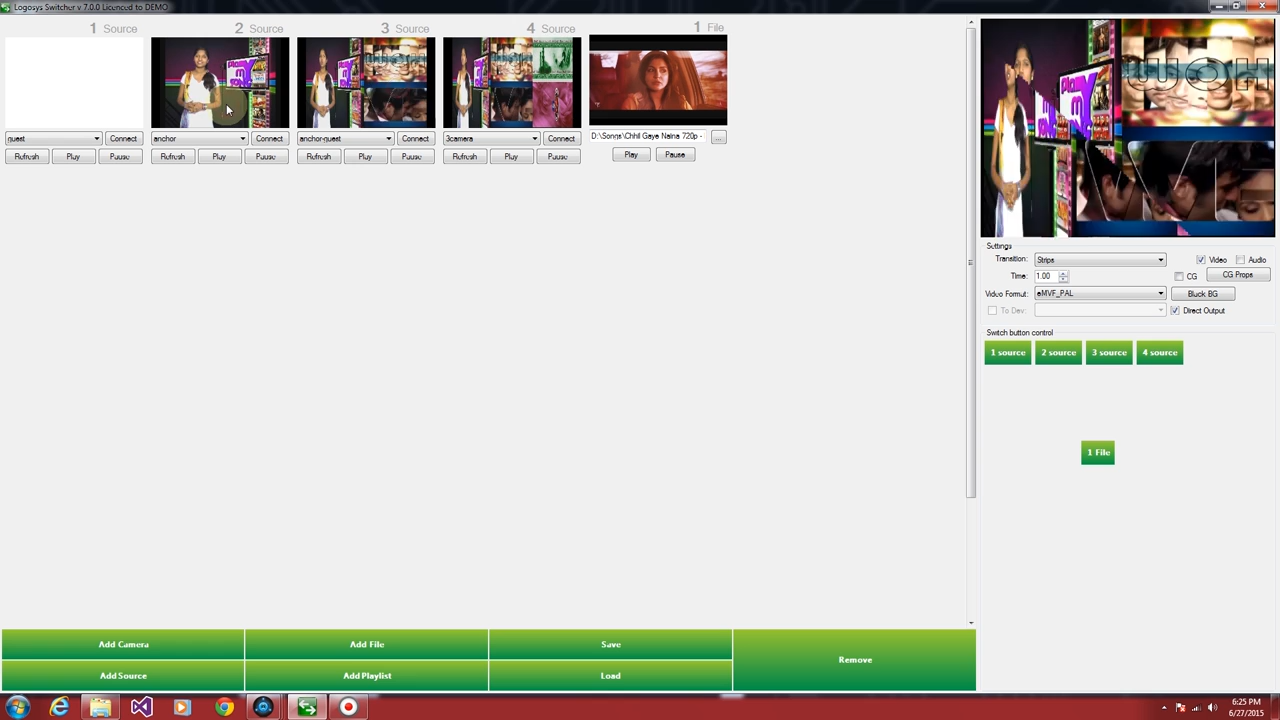 Logosys Switcher v 7.0.0 Licenced to DEMO
1 Source
2 Source
3 Source
4 Source
1 File
guest
Connect
anchor
Connect
anchor-guest
Connect
3camera
Connect
D:\Songs\Chhil Gaye Naina 720p -
...
Refresh
Play
Pause
Refresh
Play
Pause
Refresh
Play
Pause
Refresh
Play
Pause
Play
Pause
Settings
Transition:
Strips
Video
Audio
Time:
1.00
CG
CG Props
Video Format:
eMVF_PAL
Black BG
To Dev:
Direct Output
Switch button control
1 source
2 source
3 source
4 source
1 File
Add Camera
Add File
Save
Remove
Add Source
Add Playlist
Load
6:25 PM
6/27/2015